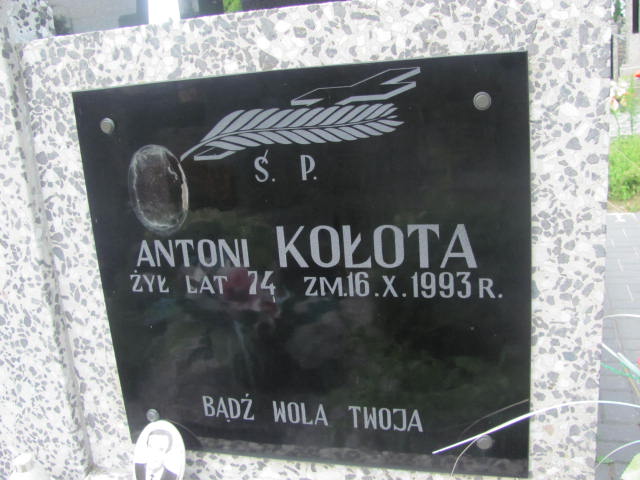 Ś. P.
ANTONI KOŁOTA
ŻYŁ LAT 74 ZM.16.X.1993 R.
BĄDŹ WOLA TWOJA